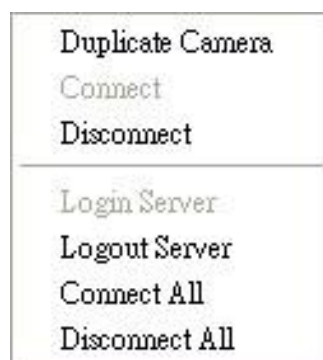 Duplicate Camera
Connect
Disconnect
Login Server
Logout Server
Connect All
Disconnect All